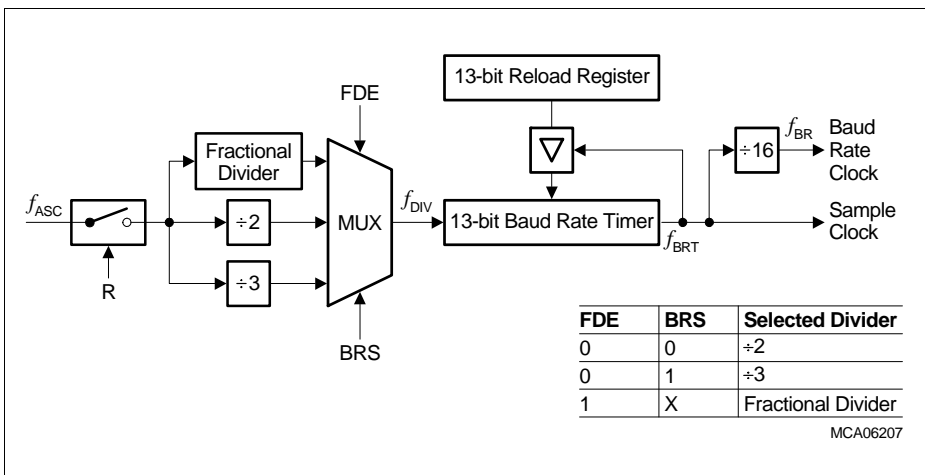 13-bit Reload Register
FDE
Fractional
Divider
÷2
÷3
MUX
fASC
R
BRS
fDIV
13-bit Baud Rate Timer
fBRT
÷16
fBR
Baud
Rate
Clock
Sample
Clock
FDE BRS Selected Divider
0 0 ÷2
0 1 ÷3
1 X Fractional Divider
MCA06207